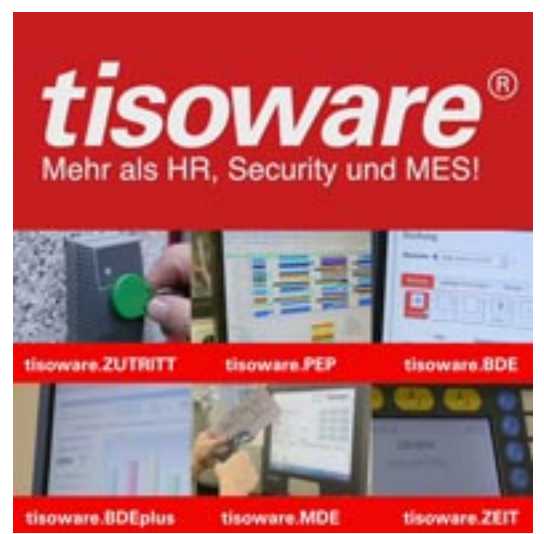 tisoware®
Mehr als HR, Security und MES!
tisoware.ZUTRITT tisoware.PEP tisoware.BDE
tisoware.BDEplus tisoware.MDE tisoware.ZEIT